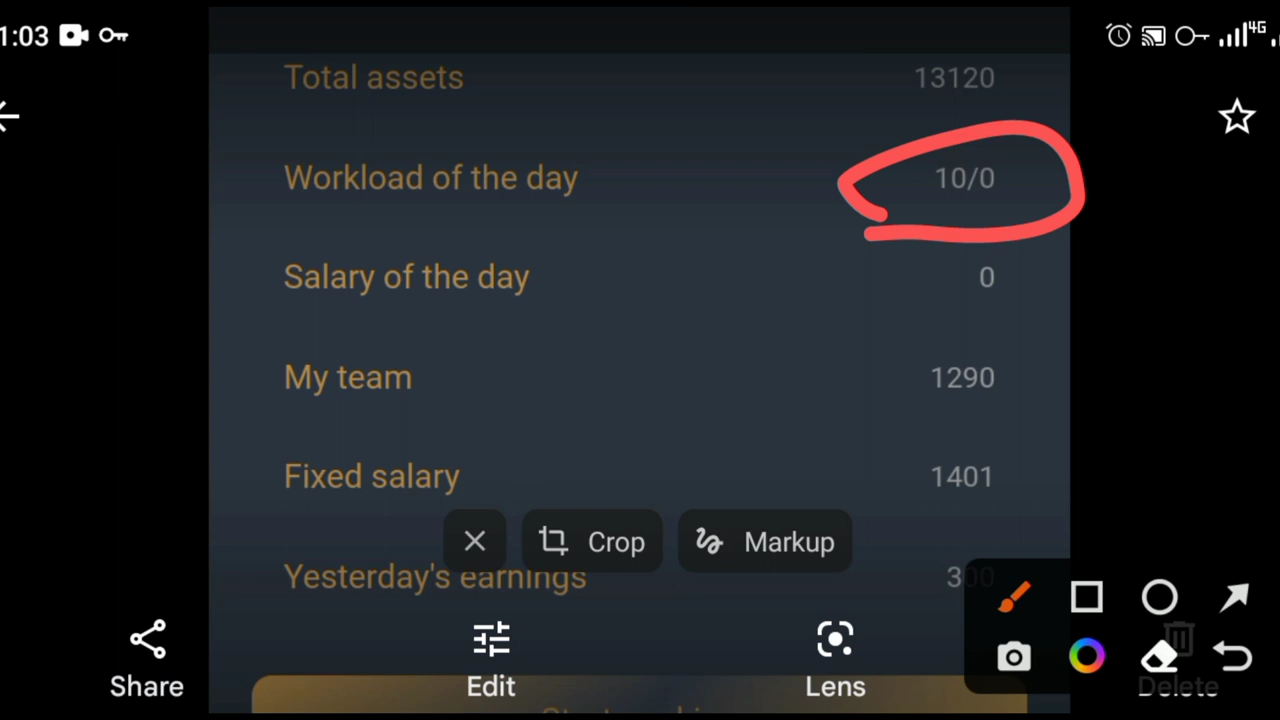 1:03
4G
Total assets 13120
Workload of the day 10/0
Salary of the day 0
My team 1290
Fixed salary 1401
Crop Markup
Yesterday's earnings 300
Share Edit Lens Delete